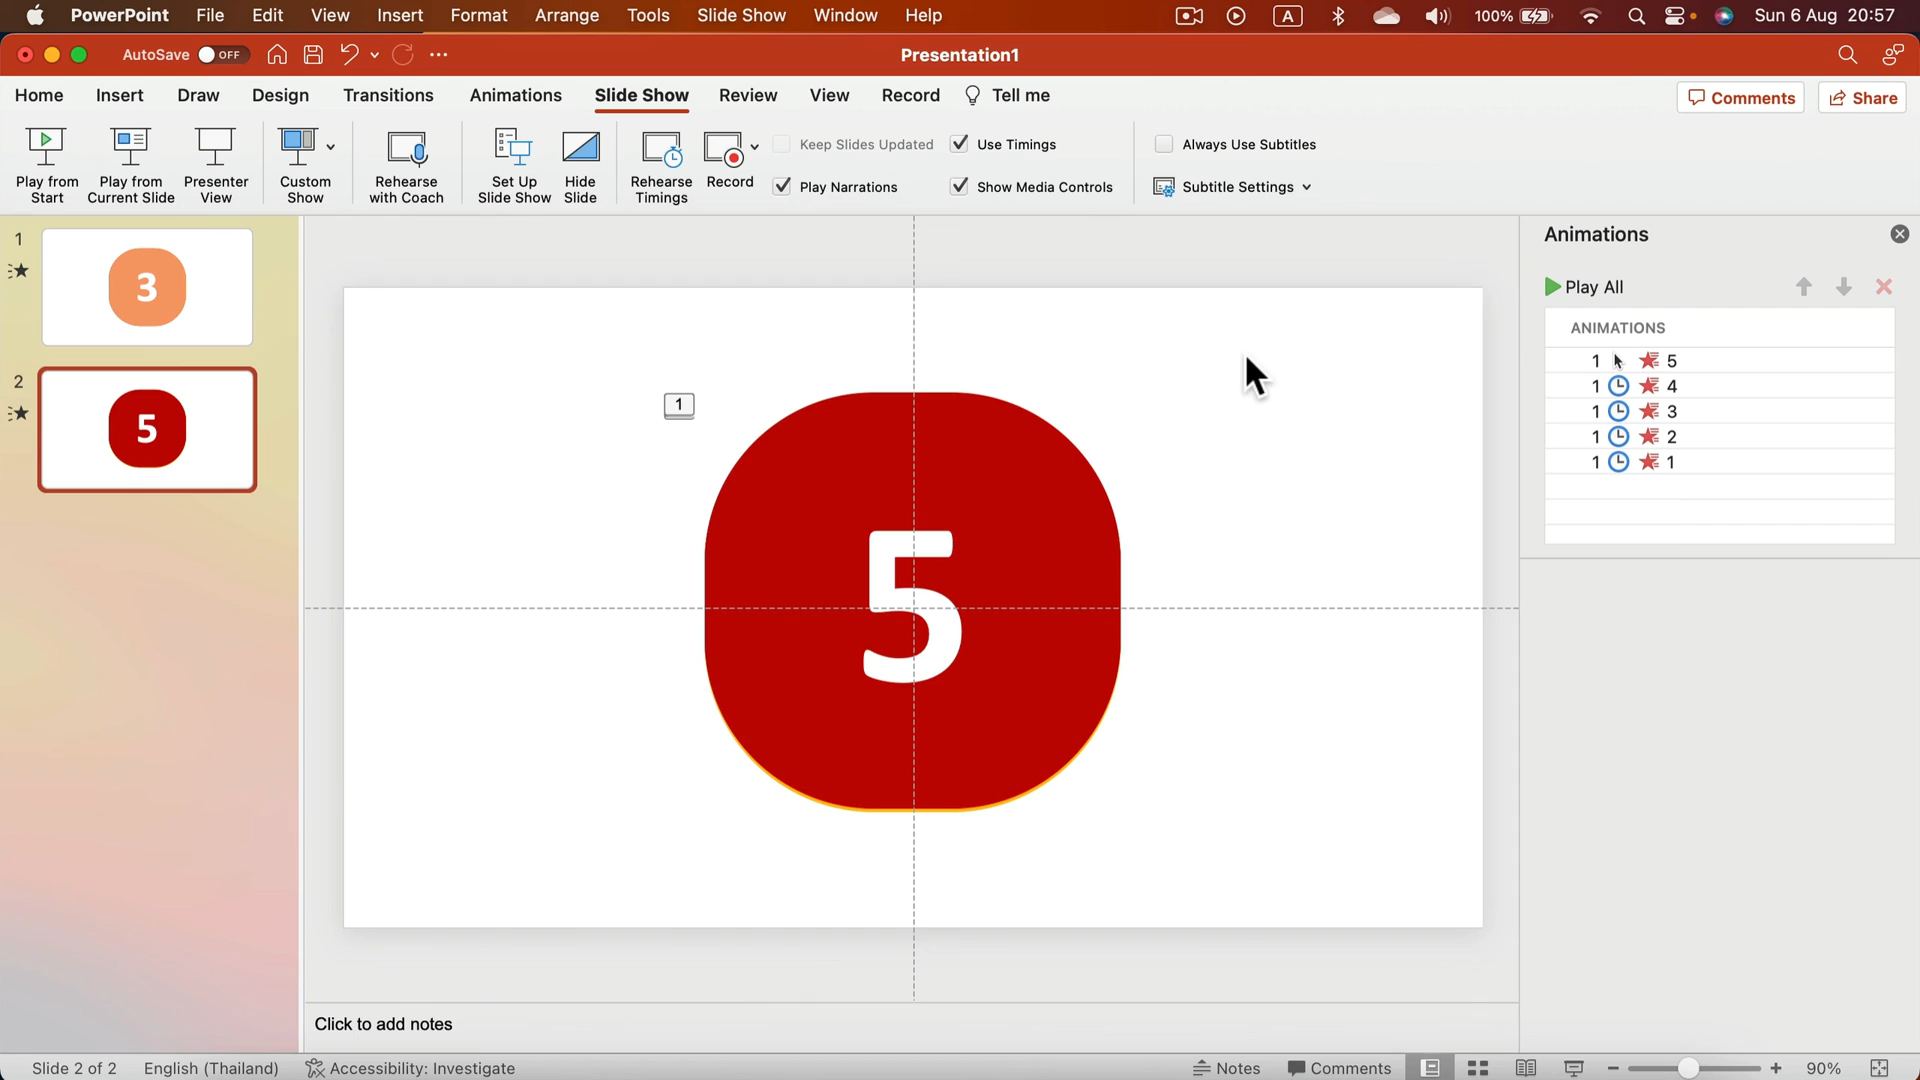 PowerPoint File Edit View Insert Format Arrange Tools Slide Show Window Help A 100% Sun 6 Aug 20:57
AutoSave OFF Presentation1
Home Insert Draw Design Transitions Animations Slide Show Review View Record Tell me Comments Share
Play from Start
Play from Current Slide
Presenter View
Custom Show
Rehearse with Coach
Set Up Slide Show
Hide Slide
Rehearse Timings
Record
Keep Slides Updated
Use Timings
Play Narrations
Show Media Controls
Always Use Subtitles
Subtitle Settings
1
3
2
5
1
5
Animations
Play All
ANIMATIONS
1 5
1 4
1 3
1 2
1 1
Click to add notes
Slide 2 of 2 English (Thailand) Accessibility: Investigate Notes Comments 90%